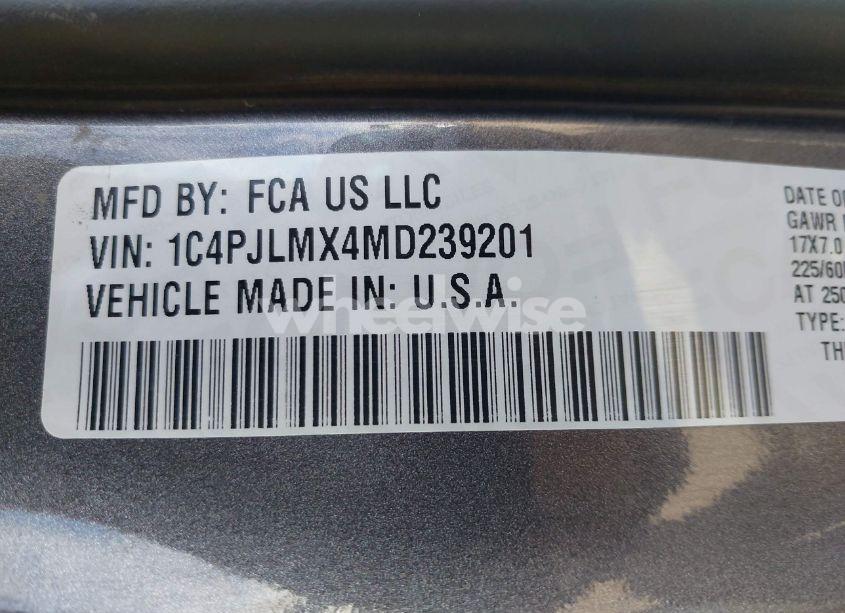 MFD BY: FCA US LLC
VIN: 1C4PJLMX4MD239201
VEHICLE MADE IN: U.S.A.
wheelwise
DATE O
GAWR
17X7.0
225/60
AT 250
TYPE:
TH